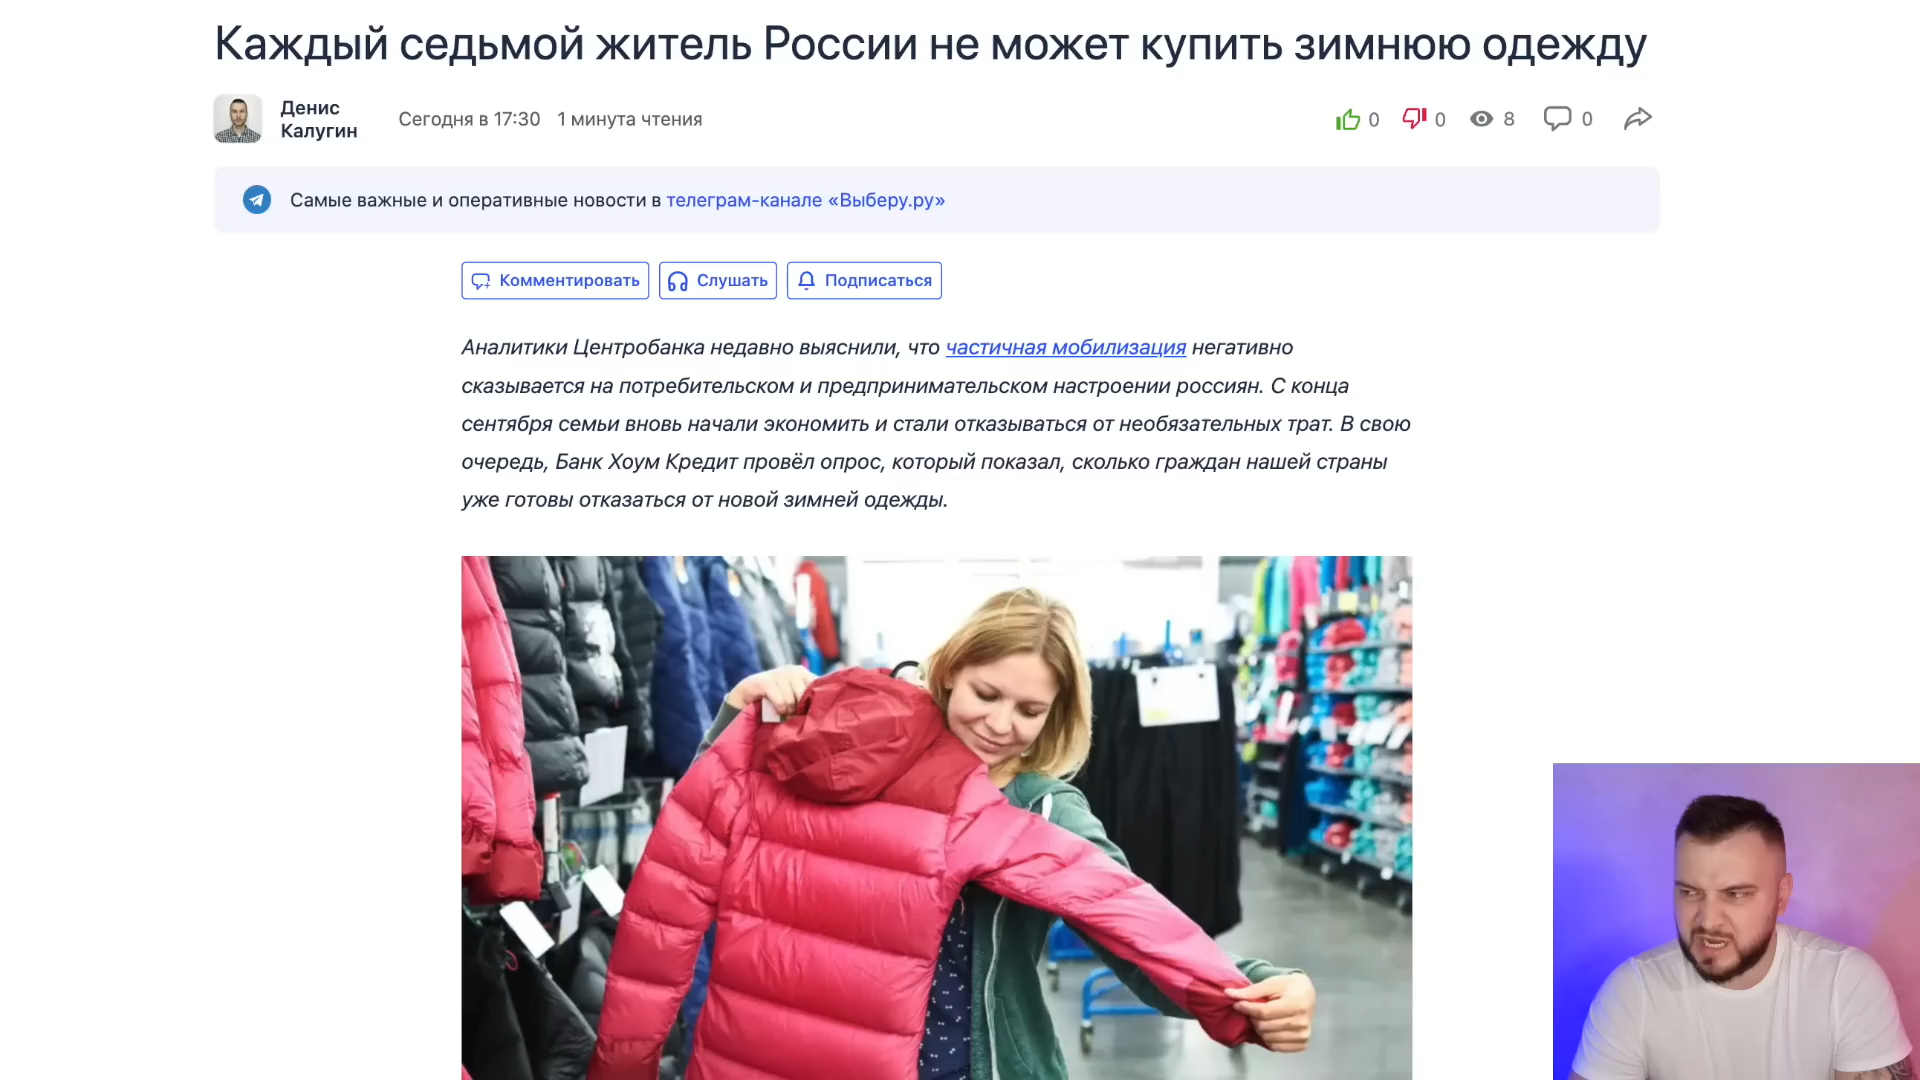 Каждый седьмой житель России не может купить зимнюю одежду
Денис
Калугин
Сегодня в 17:30 1 минута чтения
0 0 8 0
Самые важные и оперативные новости в телеграм-канале «Выберу.ру»
Комментировать Слушать Подписаться
Аналитики Центробанка недавно выяснили, что частичная мобилизация негативно
сказывается на потребительском и предпринимательском настроении россиян. С конца
сентября семьи вновь начали экономить и стали отказываться от необязательных трат. В свою
очередь, Банк Хоум Кредит провёл опрос, который показал, сколько граждан нашей страны
уже готовы отказаться от новой зимней одежды.